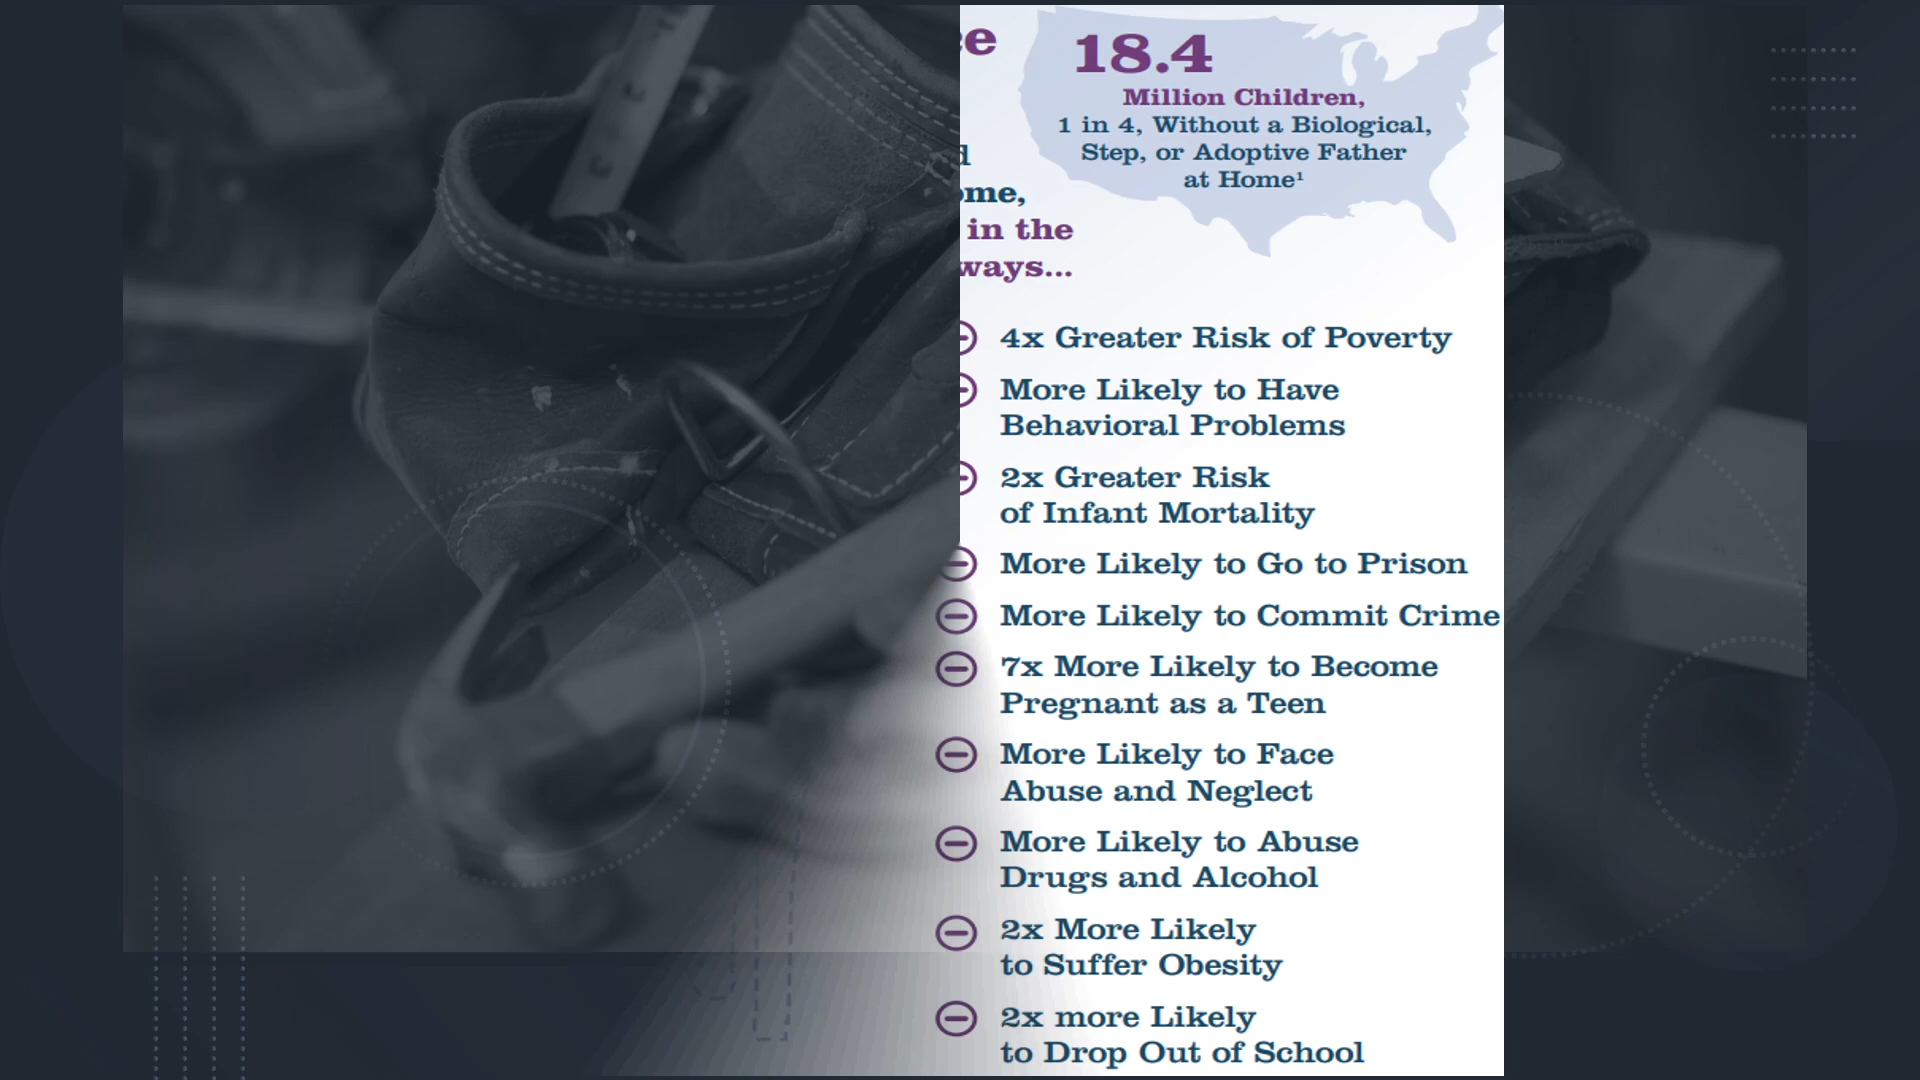 ce
18.4
Million Children,
1 in 4, Without a Biological,
Step, or Adoptive Father
at Home¹
d
ome,
in the
ways...
4x Greater Risk of Poverty
More Likely to Have
Behavioral Problems
2x Greater Risk
of Infant Mortality
More Likely to Go to Prison
More Likely to Commit Crime
7x More Likely to Become
Pregnant as a Teen
More Likely to Face
Abuse and Neglect
More Likely to Abuse
Drugs and Alcohol
2x More Likely
to Suffer Obesity
2x more Likely
to Drop Out of School